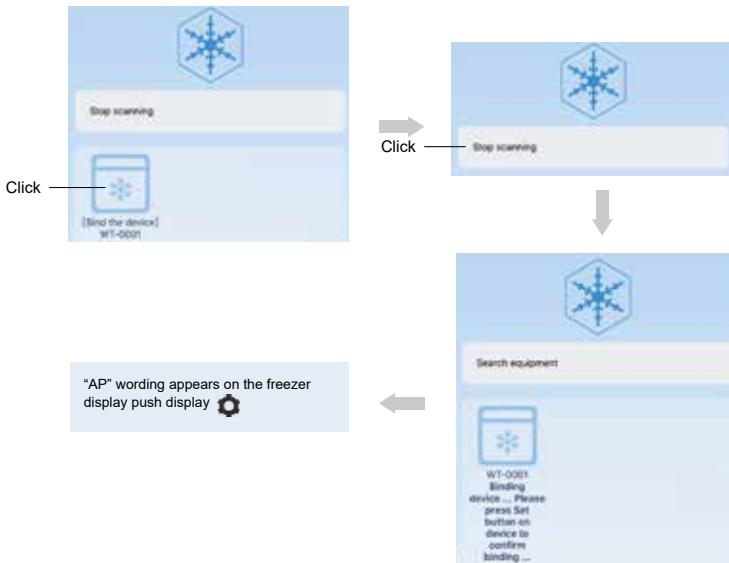 Stop scanning
Click
[Bind the device]
WT-0001
Click
Stop scanning
Search equipment
WT-0001
Binding
device ... Please
press Set
button on
device to
confirm
binding ...
“AP” wording appears on the freezer
display push display